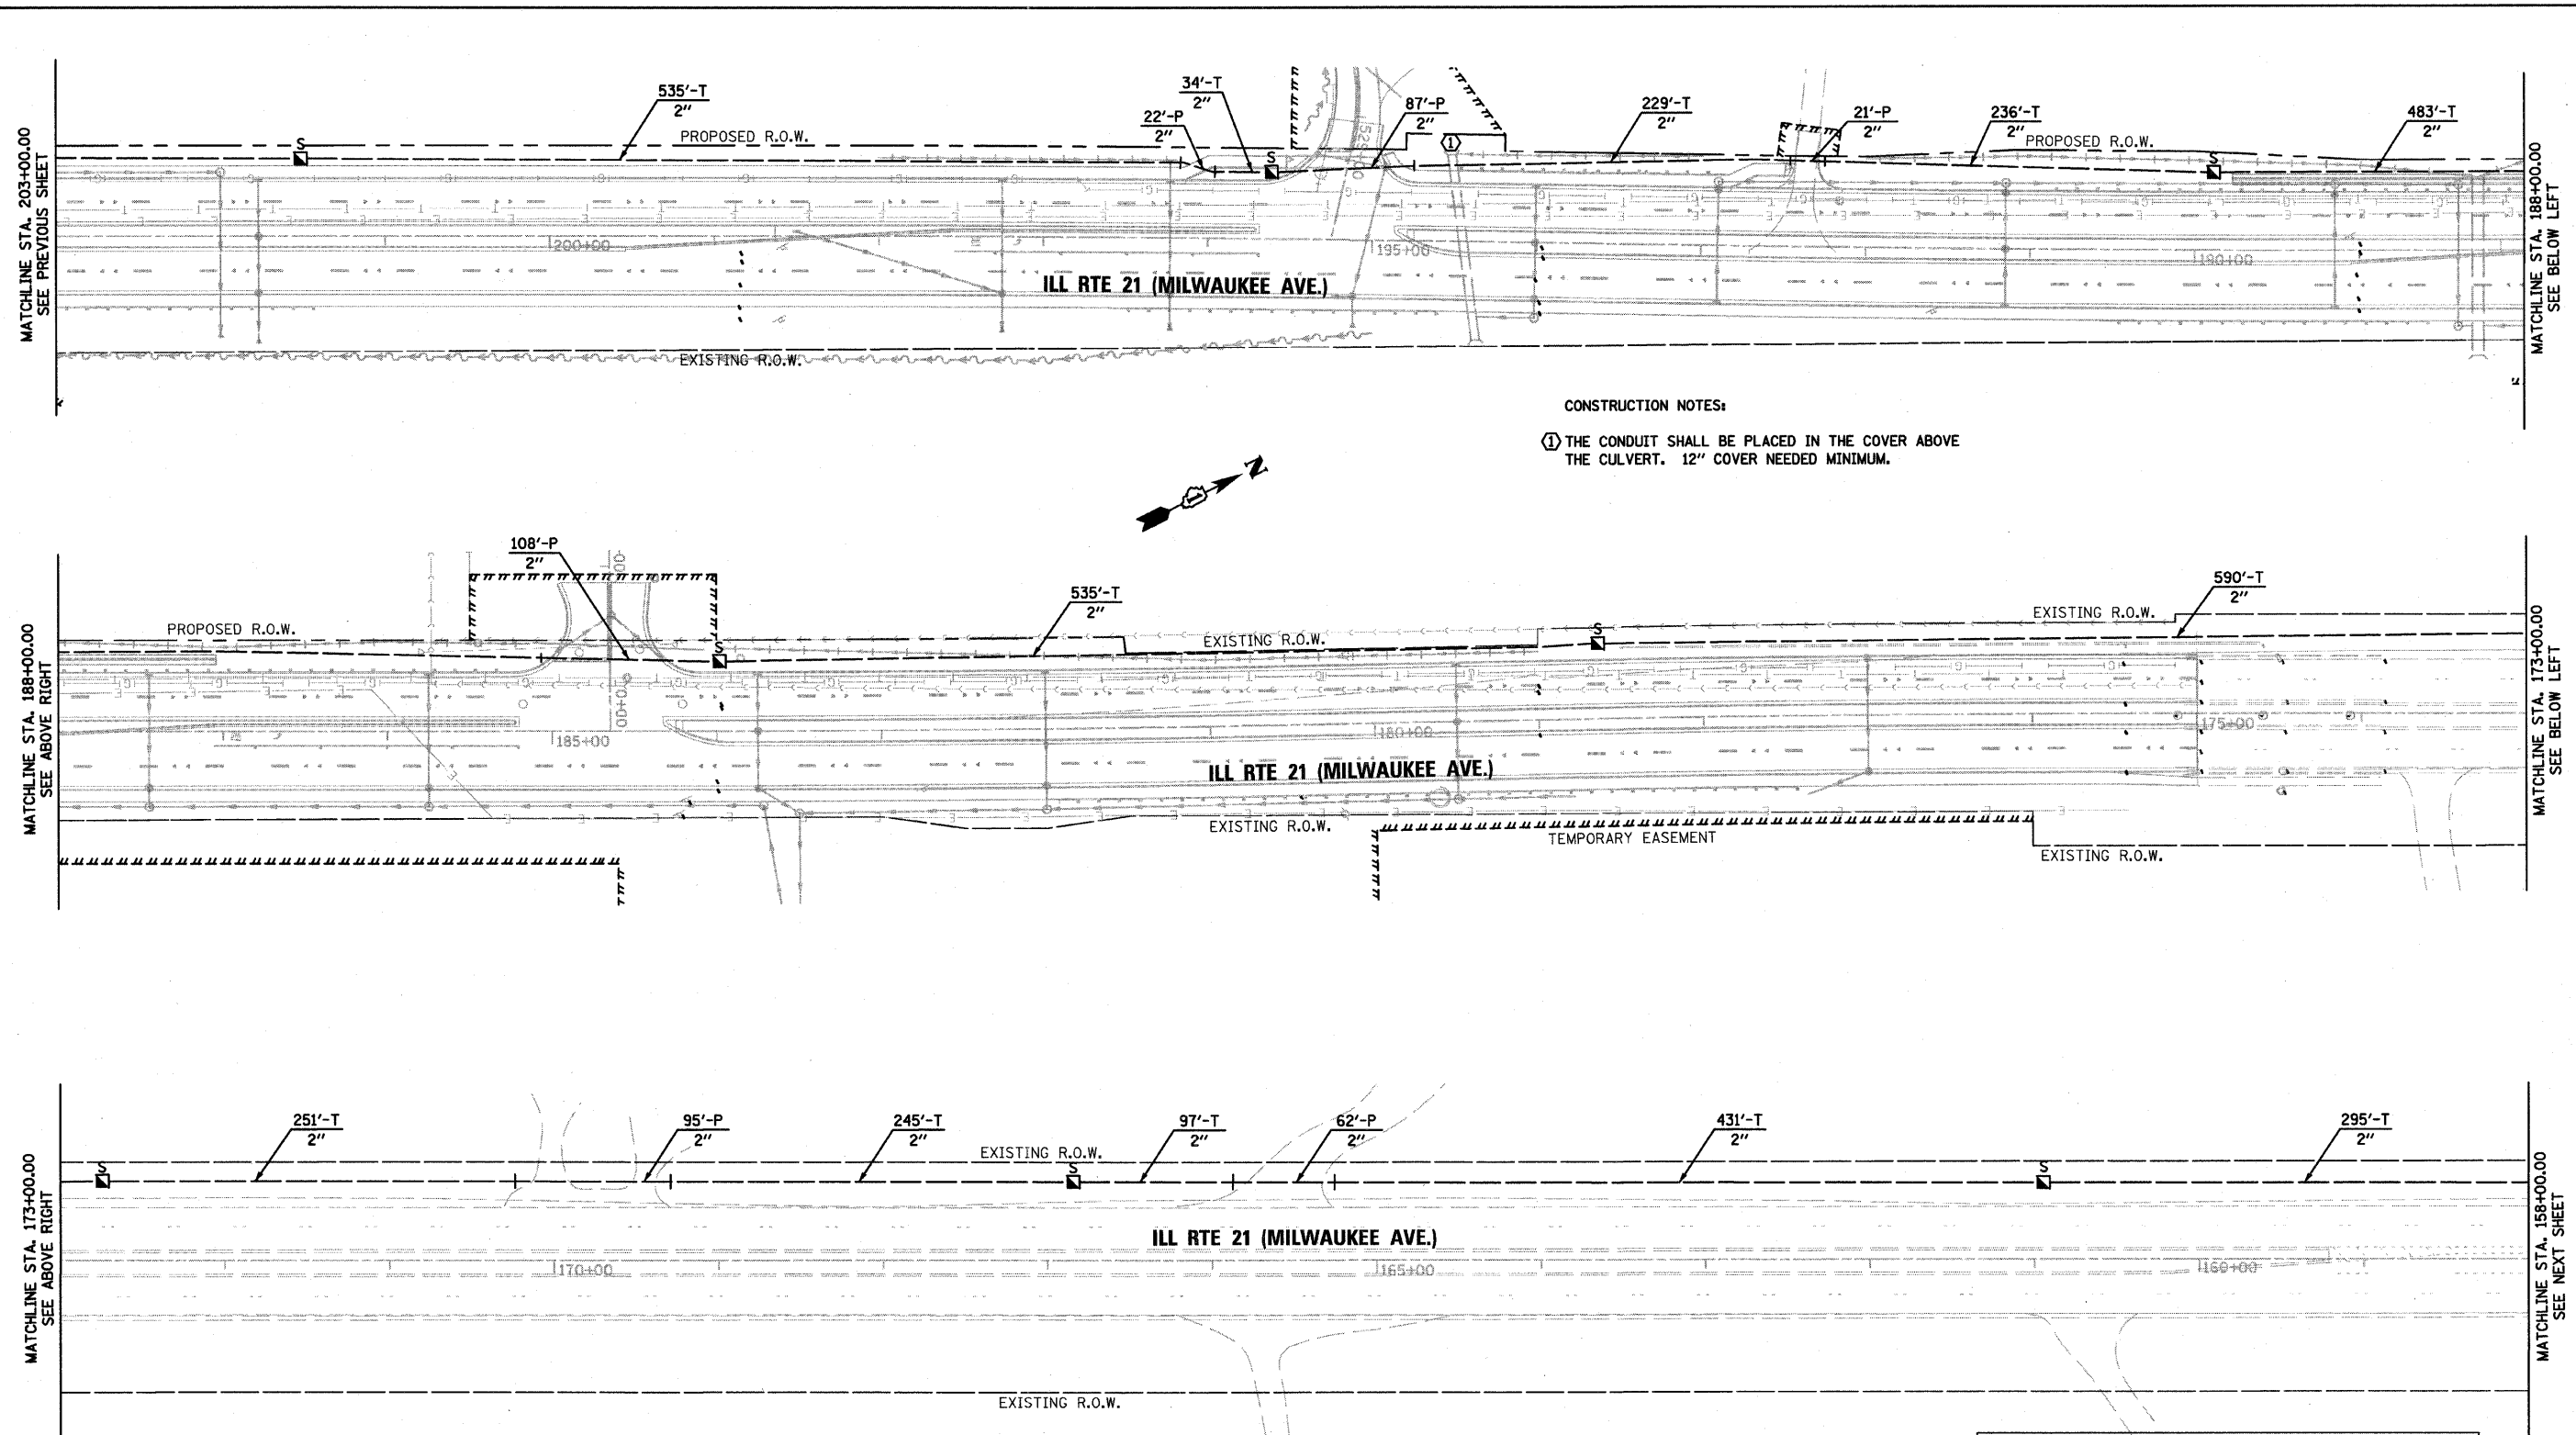 MATCHLINE STA. 203+00.00
SEE PREVIOUS SHEET
535'-T
2"
PROPOSED R.O.W.
22'-P
2"
34'-T
2"
87'-P
2"
229'-T
2"
21'-P
2"
236'-T
2"
PROPOSED R.O.W.
483'-T
2"
S
S
S
1
200+00
195+00
190+00
ILL RTE 21 (MILWAUKEE AVE.)
EXISTING R.O.W.
MATCHLINE STA. 188+00.00
SEE BELOW LEFT
CONSTRUCTION NOTES:
1 THE CONDUIT SHALL BE PLACED IN THE COVER ABOVE
THE CULVERT. 12" COVER NEEDED MINIMUM.
N
MATCHLINE STA. 188+00.00
SEE ABOVE RIGHT
PROPOSED R.O.W.
108'-P
2"
S
535'-T
2"
EXISTING R.O.W.
S
EXISTING R.O.W.
590'-T
2"
185+00
180+00
175+00
ILL RTE 21 (MILWAUKEE AVE.)
EXISTING R.O.W.
TEMPORARY EASEMENT
EXISTING R.O.W.
MATCHLINE STA. 173+00.00
SEE BELOW LEFT
MATCHLINE STA. 173+00.00
SEE ABOVE RIGHT
S
251'-T
2"
95'-P
2"
245'-T
2"
EXISTING R.O.W.
S
97'-T
2"
62'-P
2"
431'-T
2"
S
295'-T
2"
ILL RTE 21 (MILWAUKEE AVE.)
170+00
165+00
160+00
EXISTING R.O.W.
MATCHLINE STA. 158+00.00
SEE NEXT SHEET